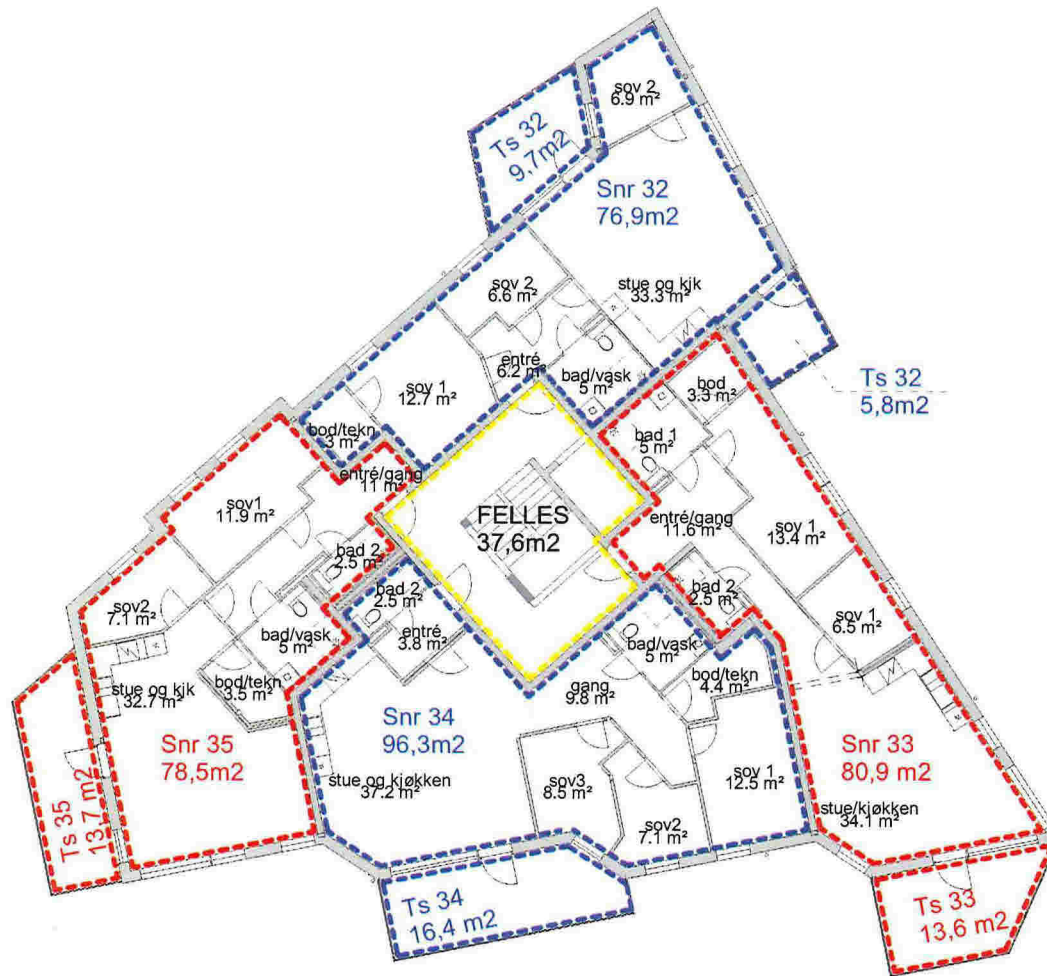 sov 2
6.9 m²
Ts 32
9,7m2
Snr 32
76,9m2
sov 2
6.6 m²
stue og kjk
33.3 m²
entré
6.2 m²
bad/vask
5 m²
sov 1
12.7 m²
bod
3.3 m²
Ts 32
5,8m2
bod/tekn
3 m²
bad 1
5 m²
entré/gang
11 m²
sov1
11.9 m²
FELLES
37,6m2
entré/gang
11.6 m²
sov 1
13.4 m²
bad 2
2.5 m²
bad 2
2.5 m²
bad 2
2.5 m²
sov2
7.1 m²
sov 1
6.5 m²
bad/vask
5 m²
entré
3.8 m²
bad/vask
5 m²
bod/tekn
3.5 m²
bod/tekn
4.4 m²
stue og kjk
32.7 m²
gang
9.8 m²
Snr 35
78,5m2
Snr 34
96,3m2
Snr 33
80,9 m2
stue og kjøkken
37.2 m²
sov3
8.5 m²
sov 1
12.5 m²
stue/kjøkken
34.1 m²
sov2
7.1 m²
Ts 35
13,7 m2
Ts 34
16,4 m2
Ts 33
13,6 m2